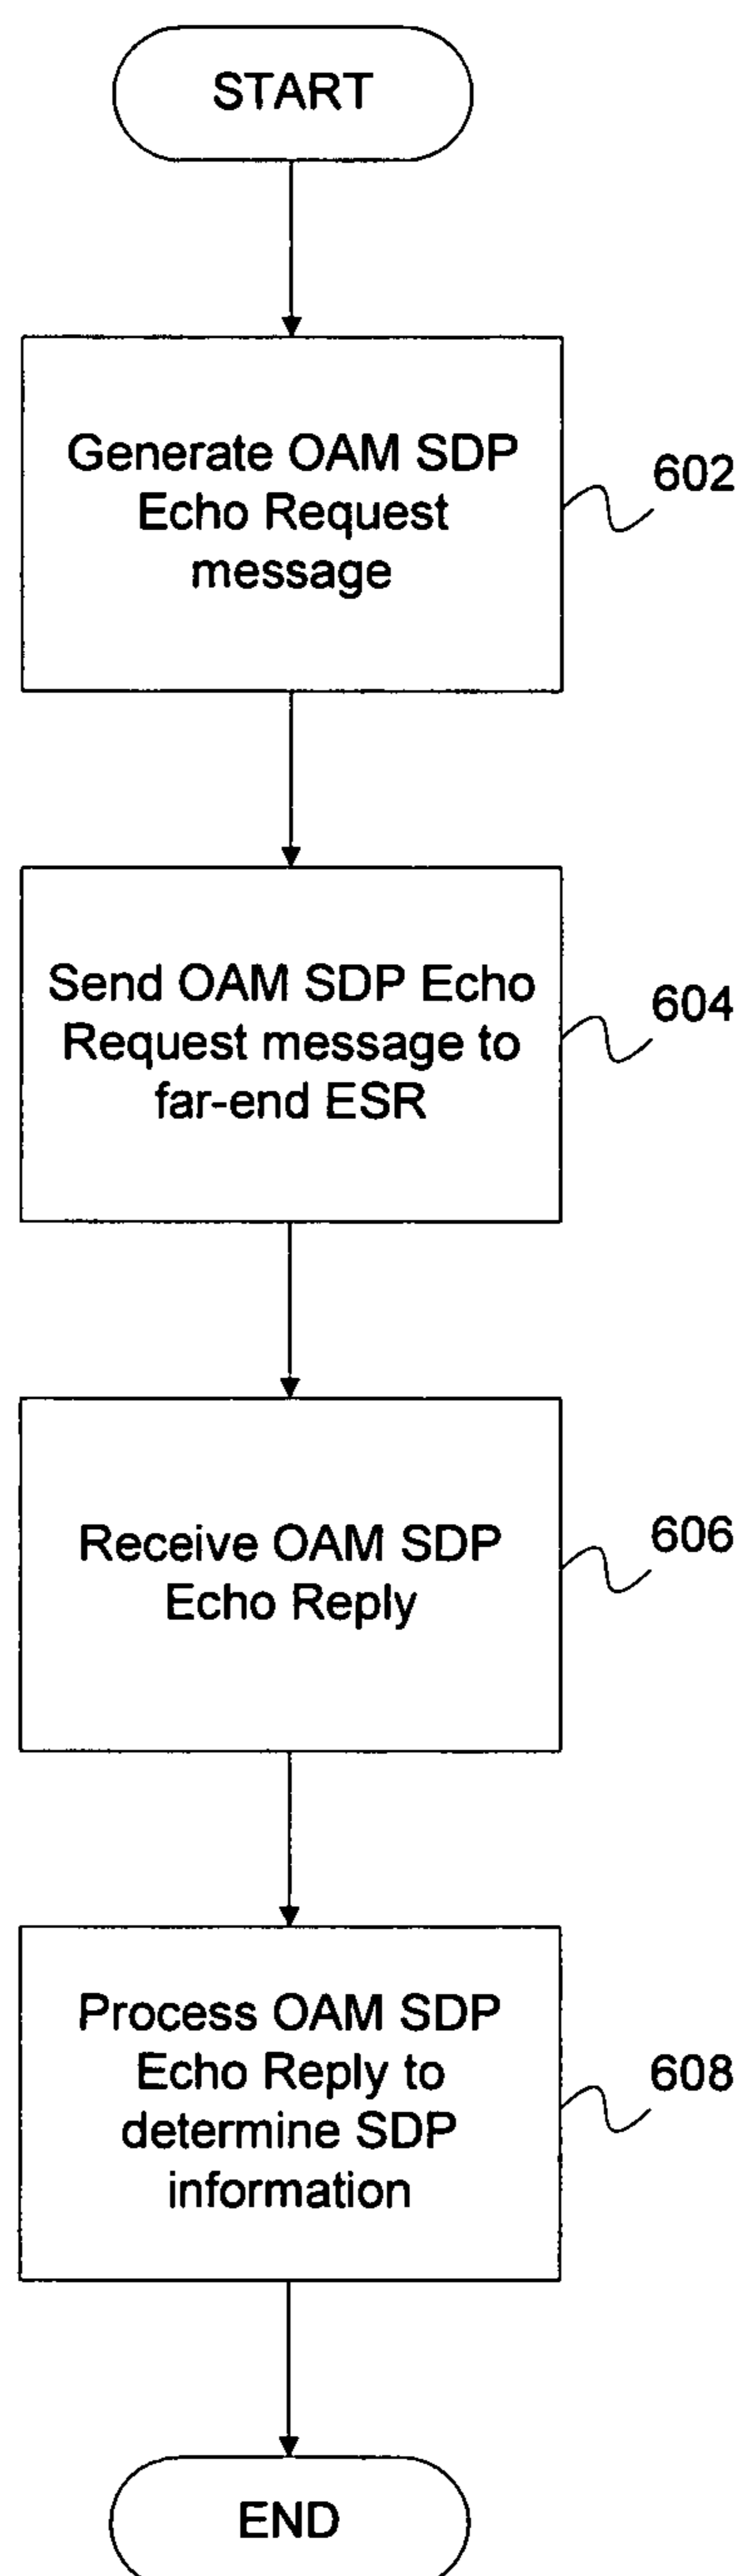 START
Generate OAM SDP
Echo Request
message
602
Send OAM SDP Echo
Request message to
far-end ESR
604
Receive OAM SDP
Echo Reply
606
Process OAM SDP
Echo Reply to
determine SDP
information
608
END